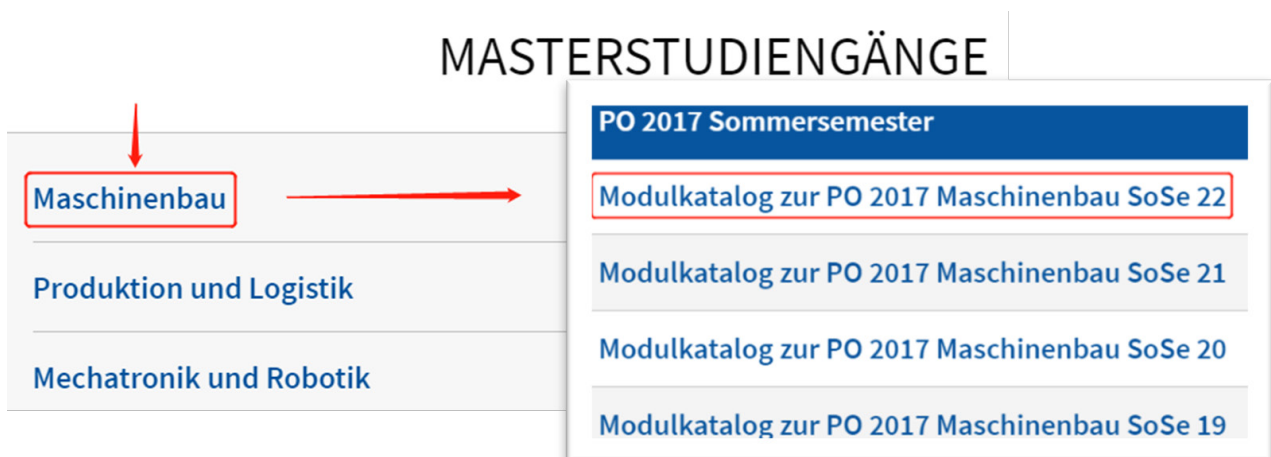 MASTERSTUDIENGÄNGE
Maschinenbau
Produktion und Logistik
Mechatronik und Robotik
PO 2017 Sommersemester
Modulkatalog zur PO 2017 Maschinenbau SoSe 22
Modulkatalog zur PO 2017 Maschinenbau SoSe 21
Modulkatalog zur PO 2017 Maschinenbau SoSe 20
Modulkatalog zur PO 2017 Maschinenbau SoSe 19